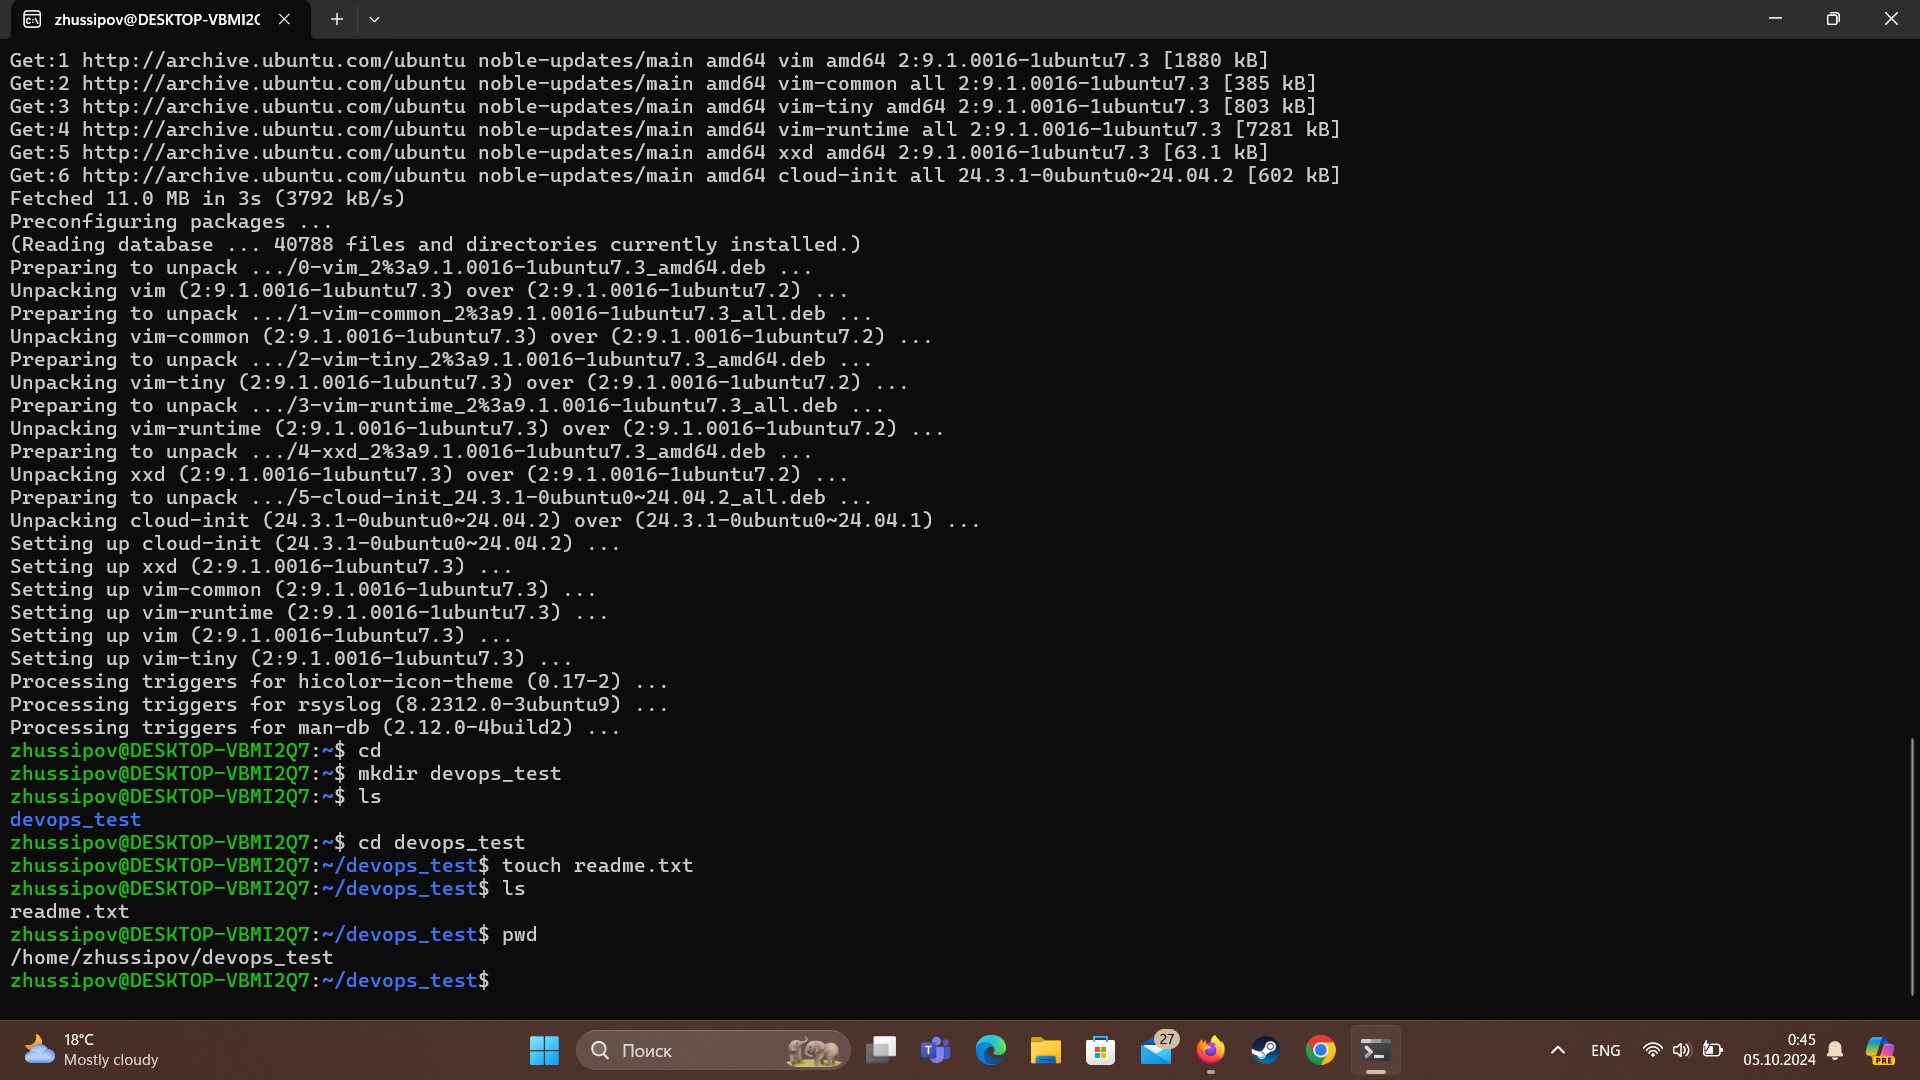 zhussipov@DESKTOP-VBMI2Q
Get:1 http://archive.ubuntu.com/ubuntu noble-updates/main amd64 vim amd64 2:9.1.0016-1ubuntu7.3 [1880 kB]
Get:2 http://archive.ubuntu.com/ubuntu noble-updates/main amd64 vim-common all 2:9.1.0016-1ubuntu7.3 [385 kB]
Get:3 http://archive.ubuntu.com/ubuntu noble-updates/main amd64 vim-tiny amd64 2:9.1.0016-1ubuntu7.3 [803 kB]
Get:4 http://archive.ubuntu.com/ubuntu noble-updates/main amd64 vim-runtime all 2:9.1.0016-1ubuntu7.3 [7281 kB]
Get:5 http://archive.ubuntu.com/ubuntu noble-updates/main amd64 xxd amd64 2:9.1.0016-1ubuntu7.3 [63.1 kB]
Get:6 http://archive.ubuntu.com/ubuntu noble-updates/main amd64 cloud-init all 24.3.1-0ubuntu0~24.04.2 [602 kB]
Fetched 11.0 MB in 3s (3792 kB/s)
Preconfiguring packages ...
(Reading database ... 40788 files and directories currently installed.)
Preparing to unpack .../0-vim_2%3a9.1.0016-1ubuntu7.3_amd64.deb ...
Unpacking vim (2:9.1.0016-1ubuntu7.3) over (2:9.1.0016-1ubuntu7.2) ...
Preparing to unpack .../1-vim-common_2%3a9.1.0016-1ubuntu7.3_all.deb ...
Unpacking vim-common (2:9.1.0016-1ubuntu7.3) over (2:9.1.0016-1ubuntu7.2) ...
Preparing to unpack .../2-vim-tiny_2%3a9.1.0016-1ubuntu7.3_amd64.deb ...
Unpacking vim-tiny (2:9.1.0016-1ubuntu7.3) over (2:9.1.0016-1ubuntu7.2) ...
Preparing to unpack .../3-vim-runtime_2%3a9.1.0016-1ubuntu7.3_all.deb ...
Unpacking vim-runtime (2:9.1.0016-1ubuntu7.3) over (2:9.1.0016-1ubuntu7.2) ...
Preparing to unpack .../4-xxd_2%3a9.1.0016-1ubuntu7.3_amd64.deb ...
Unpacking xxd (2:9.1.0016-1ubuntu7.3) over (2:9.1.0016-1ubuntu7.2) ...
Preparing to unpack .../5-cloud-init_24.3.1-0ubuntu0~24.04.2_all.deb ...
Unpacking cloud-init (24.3.1-0ubuntu0~24.04.2) over (24.3.1-0ubuntu0~24.04.1) ...
Setting up cloud-init (24.3.1-0ubuntu0~24.04.2) ...
Setting up xxd (2:9.1.0016-1ubuntu7.3) ...
Setting up vim-common (2:9.1.0016-1ubuntu7.3) ...
Setting up vim-runtime (2:9.1.0016-1ubuntu7.3) ...
Setting up vim (2:9.1.0016-1ubuntu7.3) ...
Setting up vim-tiny (2:9.1.0016-1ubuntu7.3) ...
Processing triggers for hicolor-icon-theme (0.17-2) ...
Processing triggers for rsyslog (8.2312.0-3ubuntu9) ...
Processing triggers for man-db (2.12.0-4build2) ...
zhussipov@DESKTOP-VBMI2Q7:~$ cd
zhussipov@DESKTOP-VBMI2Q7:~$ mkdir devops_test
zhussipov@DESKTOP-VBMI2Q7:~$ ls
devops_test
zhussipov@DESKTOP-VBMI2Q7:~$ cd devops_test
zhussipov@DESKTOP-VBMI2Q7:~/devops_test$ touch readme.txt
zhussipov@DESKTOP-VBMI2Q7:~/devops_test$ ls
readme.txt
zhussipov@DESKTOP-VBMI2Q7:~/devops_test$ pwd
/home/zhussipov/devops_test
zhussipov@DESKTOP-VBMI2Q7:~/devops_test$
18°C
Mostly cloudy
Поиск
27
ENG
0:45
05.10.2024
PRE